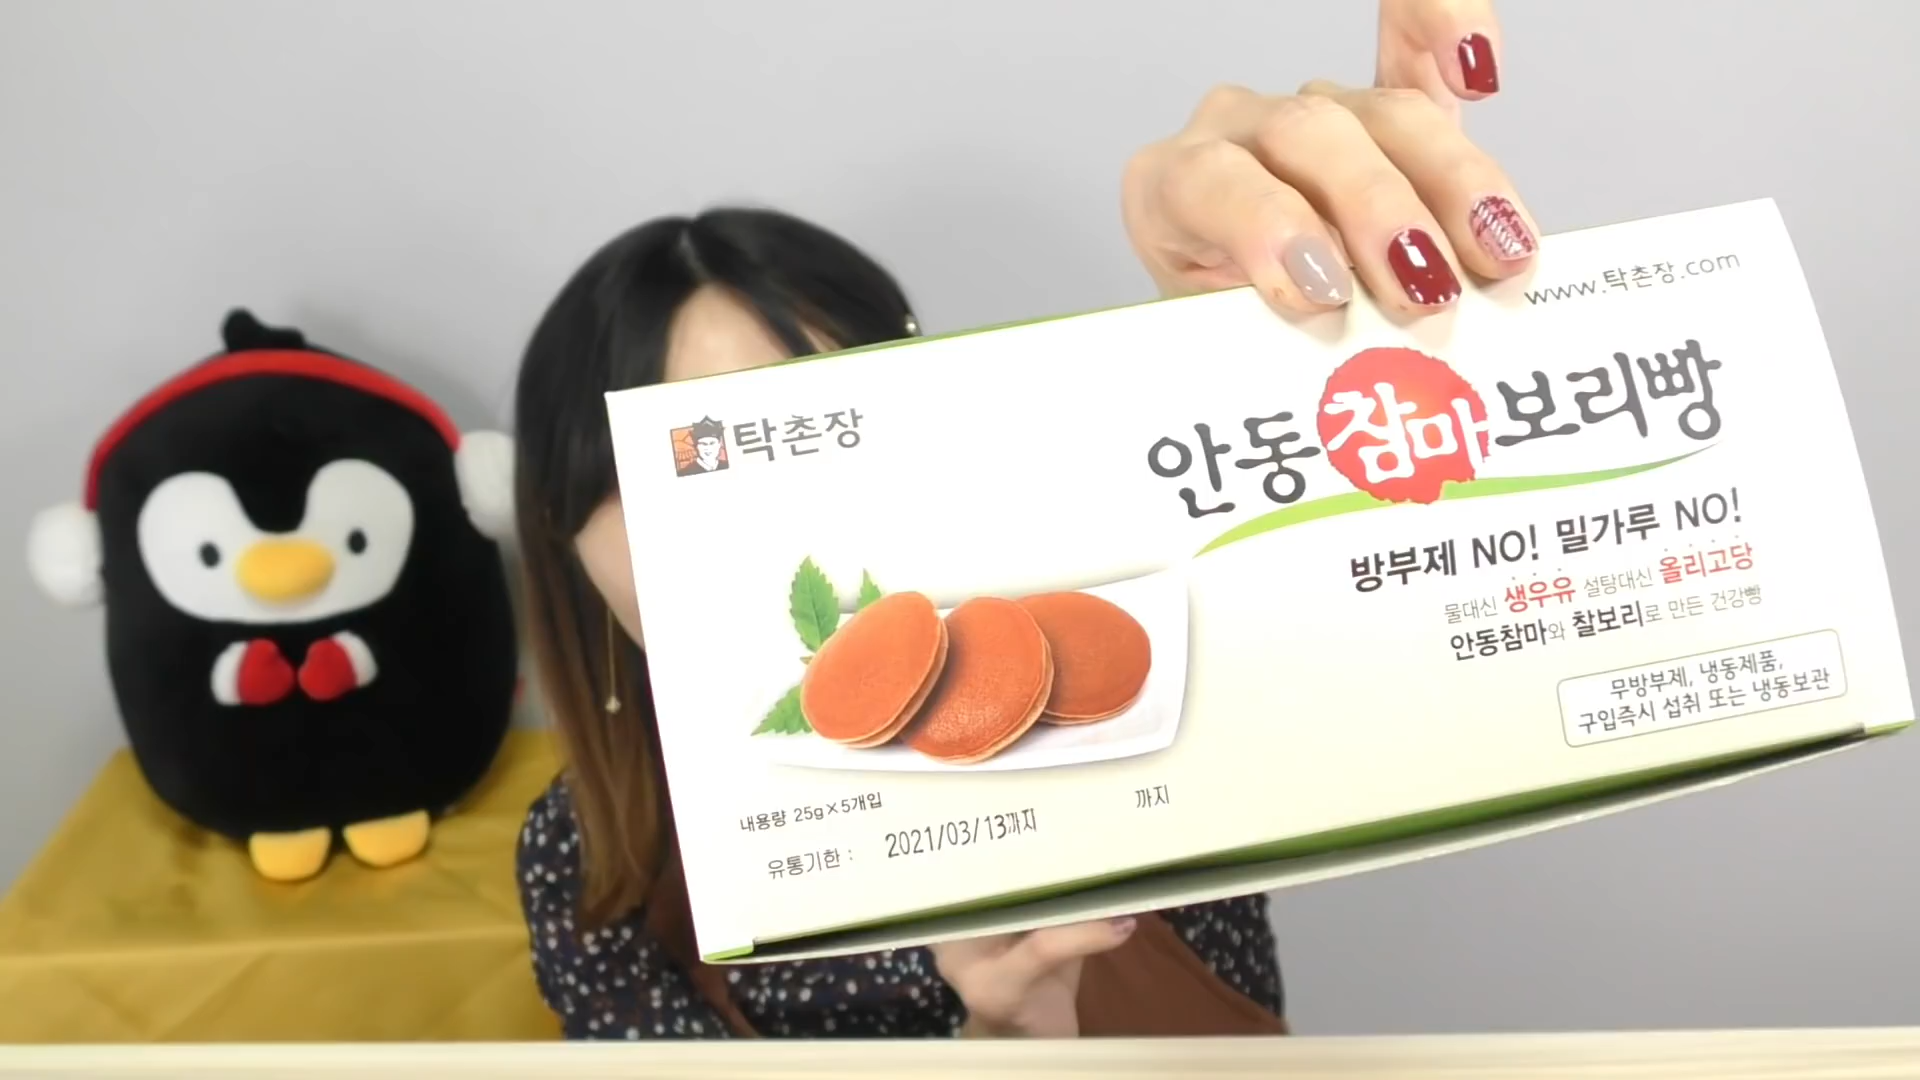 www.탁촌장.com
탁촌장
안동참마보리빵
방부제 NO! 밀가루 NO!
물대신 생우유 설탕대신 올리고당
안동참마와 찰보리로 만든 건강빵
무방부제, 냉동제품,
구입즉시 섭취 또는 냉동보관
내용량 25g×5개입
까지
유통기한 : 2021/03/13까지